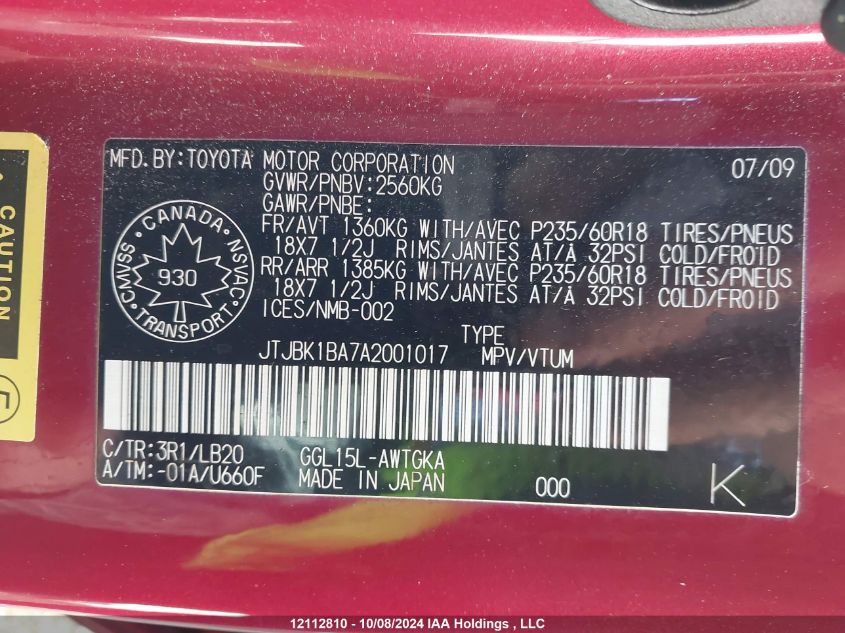 MFD.BY:TOYOTA MOTOR CORPORATION 07/09
GVWR/PNBV:2560KG
GAWR/PNBE:
FR/AVT 1360KG WITH/AVEC P235/60R18 TIRES/PNEUS
18X7 1/2J RIMS/JANTES AT/À 32PSI COLD/FROID
RR/ARR 1385KG WITH/AVEC P235/60R18 TIRES/PNEUS
18X7 1/2J RIMS/JANTES AT/À 32PSI COLD/FROID
ICES/NMB-002
CANADA
CMVSS NSVAC
930
TRANSPORT
TYPE
JTJBK1BA7A2001017 MPV/VTUM
C/TR:3R1/LB20 GGL15L-AWTGKA
A/TM:-01A/U660F MADE IN JAPAN 000 K
CAUTION
12112810 - 10/08/2024 IAA Holdings , LLC